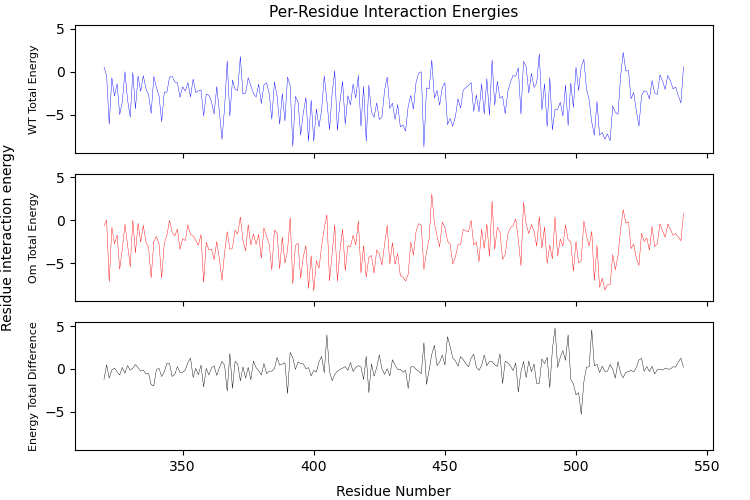 Per-Residue Interaction Energies
Residue interaction energy
WT Total Energy
5
0
−5
Om Total Energy
5
0
−5
Energy Total Difference
5
0
−5
350
400
450
500
550
Residue Number